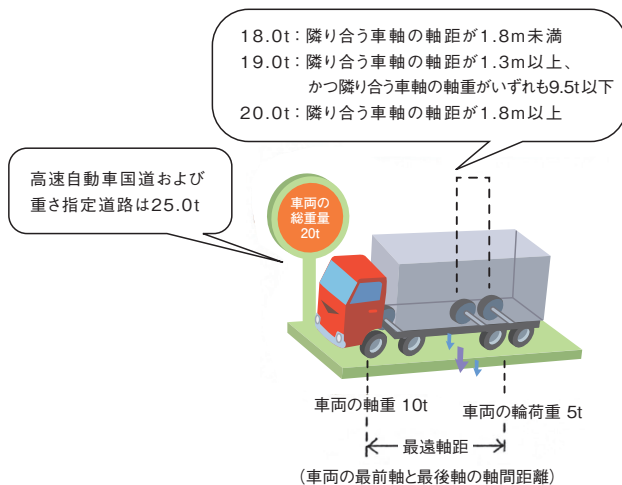 18.0t：隣り合う車軸の軸距が1.8m未満
19.0t：隣り合う車軸の軸距が1.3m以上、
かつ隣り合う車軸の軸重がいずれも9.5t以下
20.0t：隣り合う車軸の軸距が1.8m以上
高速自動車国道および
重さ指定道路は25.0t
車両の
総重量
20t
車両の軸重 10t
車両の輪荷重 5t
最遠軸距
(車両の最前軸と最後軸の軸間距離)